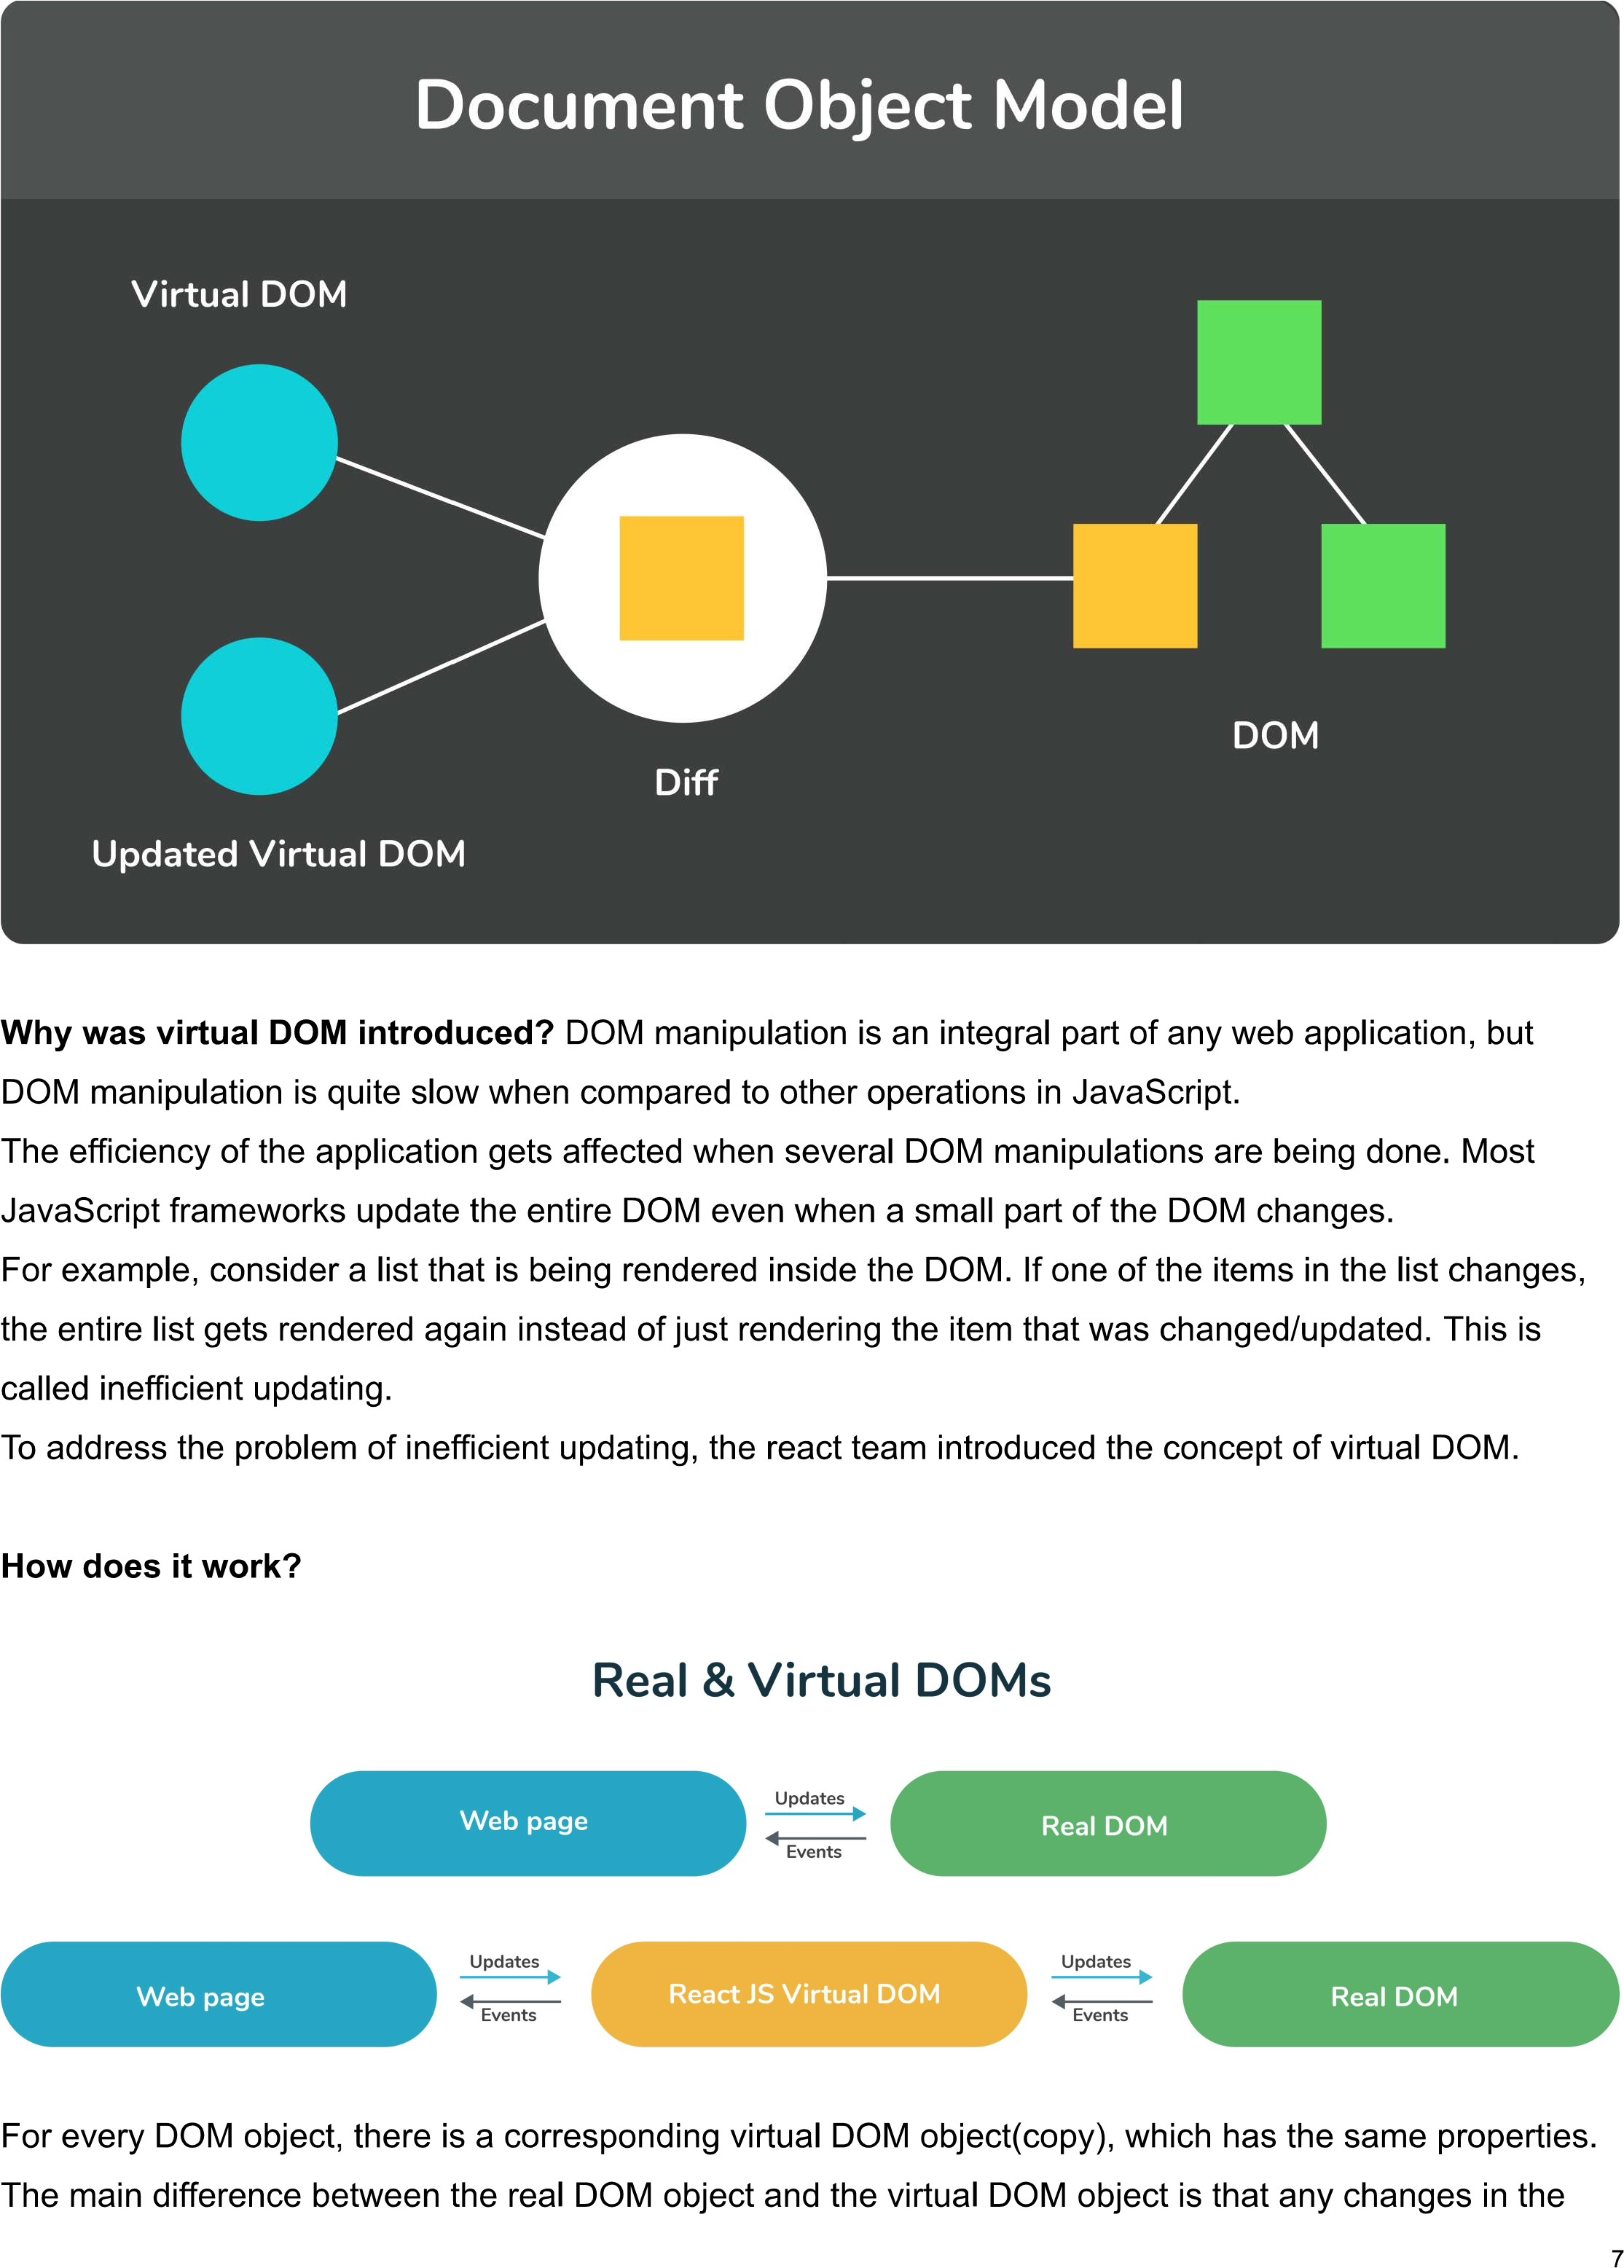 Document Object Model
Virtual DOM
DOM
Diff
Updated Virtual DOM
Why was virtual DOM introduced? DOM manipulation is an integral part of any web application, but
DOM manipulation is quite slow when compared to other operations in JavaScript.
The efficiency of the application gets affected when several DOM manipulations are being done. Most
JavaScript frameworks update the entire DOM even when a small part of the DOM changes.
For example, consider a list that is being rendered inside the DOM. If one of the items in the list changes,
the entire list gets rendered again instead of just rendering the item that was changed/updated. This is
called inefficient updating.
To address the problem of inefficient updating, the react team introduced the concept of virtual DOM.
How does it work?
Real & Virtual DOMs
Web page
Updates
Events
Real DOM
Web page
Updates
Events
React JS Virtual DOM
Updates
Events
Real DOM
For every DOM object, there is a corresponding virtual DOM object(copy), which has the same properties.
The main difference between the real DOM object and the virtual DOM object is that any changes in the
7